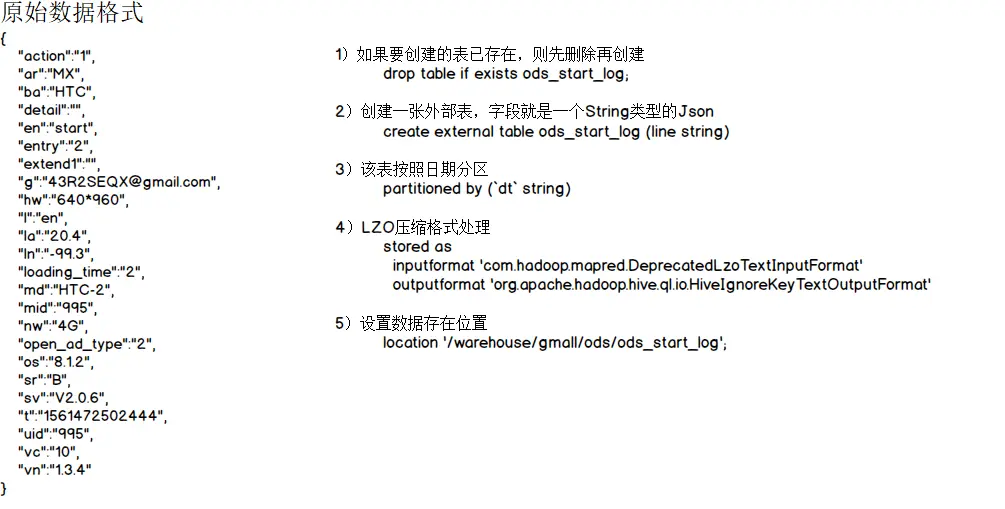 原始数据格式
{
"action":"1",
"ar":"MX",
"ba":"HTC",
"detail":"",
"en":"start",
"entry":"2",
"extend1":"",
"g":"43R2SEQX@gmail.com",
"hw":"640*960",
"l":"en",
"la":"20.4",
"ln":"-99.3",
"loading_time":"2",
"md":"HTC-2",
"mid":"995",
"nw":"4G",
"open_ad_type":"2",
"os":"8.1.2",
"sr":"B",
"sv":"V2.0.6",
"t":"1561472502444",
"uid":"995",
"vc":"10",
"vn":"1.3.4"
}
1）如果要创建的表已存在，则先删除再创建
drop table if exists ods_start_log;
2）创建一张外部表，字段就是一个String类型的Json
create external table ods_start_log (line string)
3）该表按照日期分区
partitioned by (`dt` string)
4）LZO压缩格式处理
stored as
inputformat 'com.hadoop.mapred.DeprecatedLzoTextInputFormat'
outputformat 'org.apache.hadoop.hive.ql.io.HiveIgnoreKeyTextOutputFormat'
5）设置数据存在位置
location '/warehouse/gmall/ods/ods_start_log';